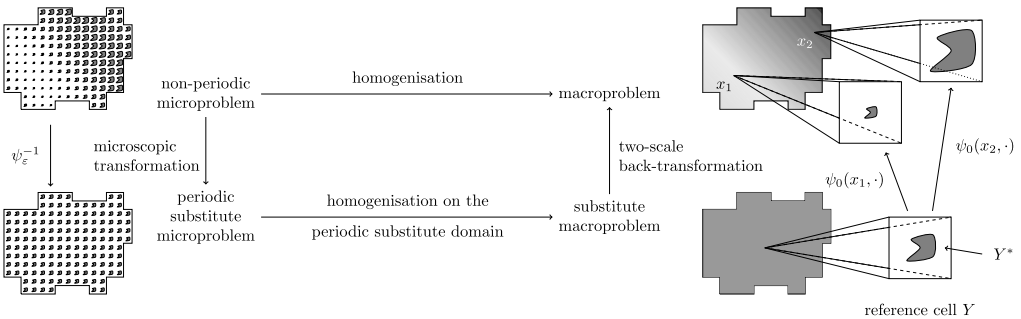 non-periodic
microproblem
homogenisation
macroproblem
x_1
x_2
ψ_ε^{-1}
microscopic
transformation
two-scale
back-transformation
ψ_0(x_1, ·)
ψ_0(x_2, ·)
periodic
substitute
microproblem
homogenisation on the
periodic substitute domain
substitute
macroproblem
Y*
reference cell Y